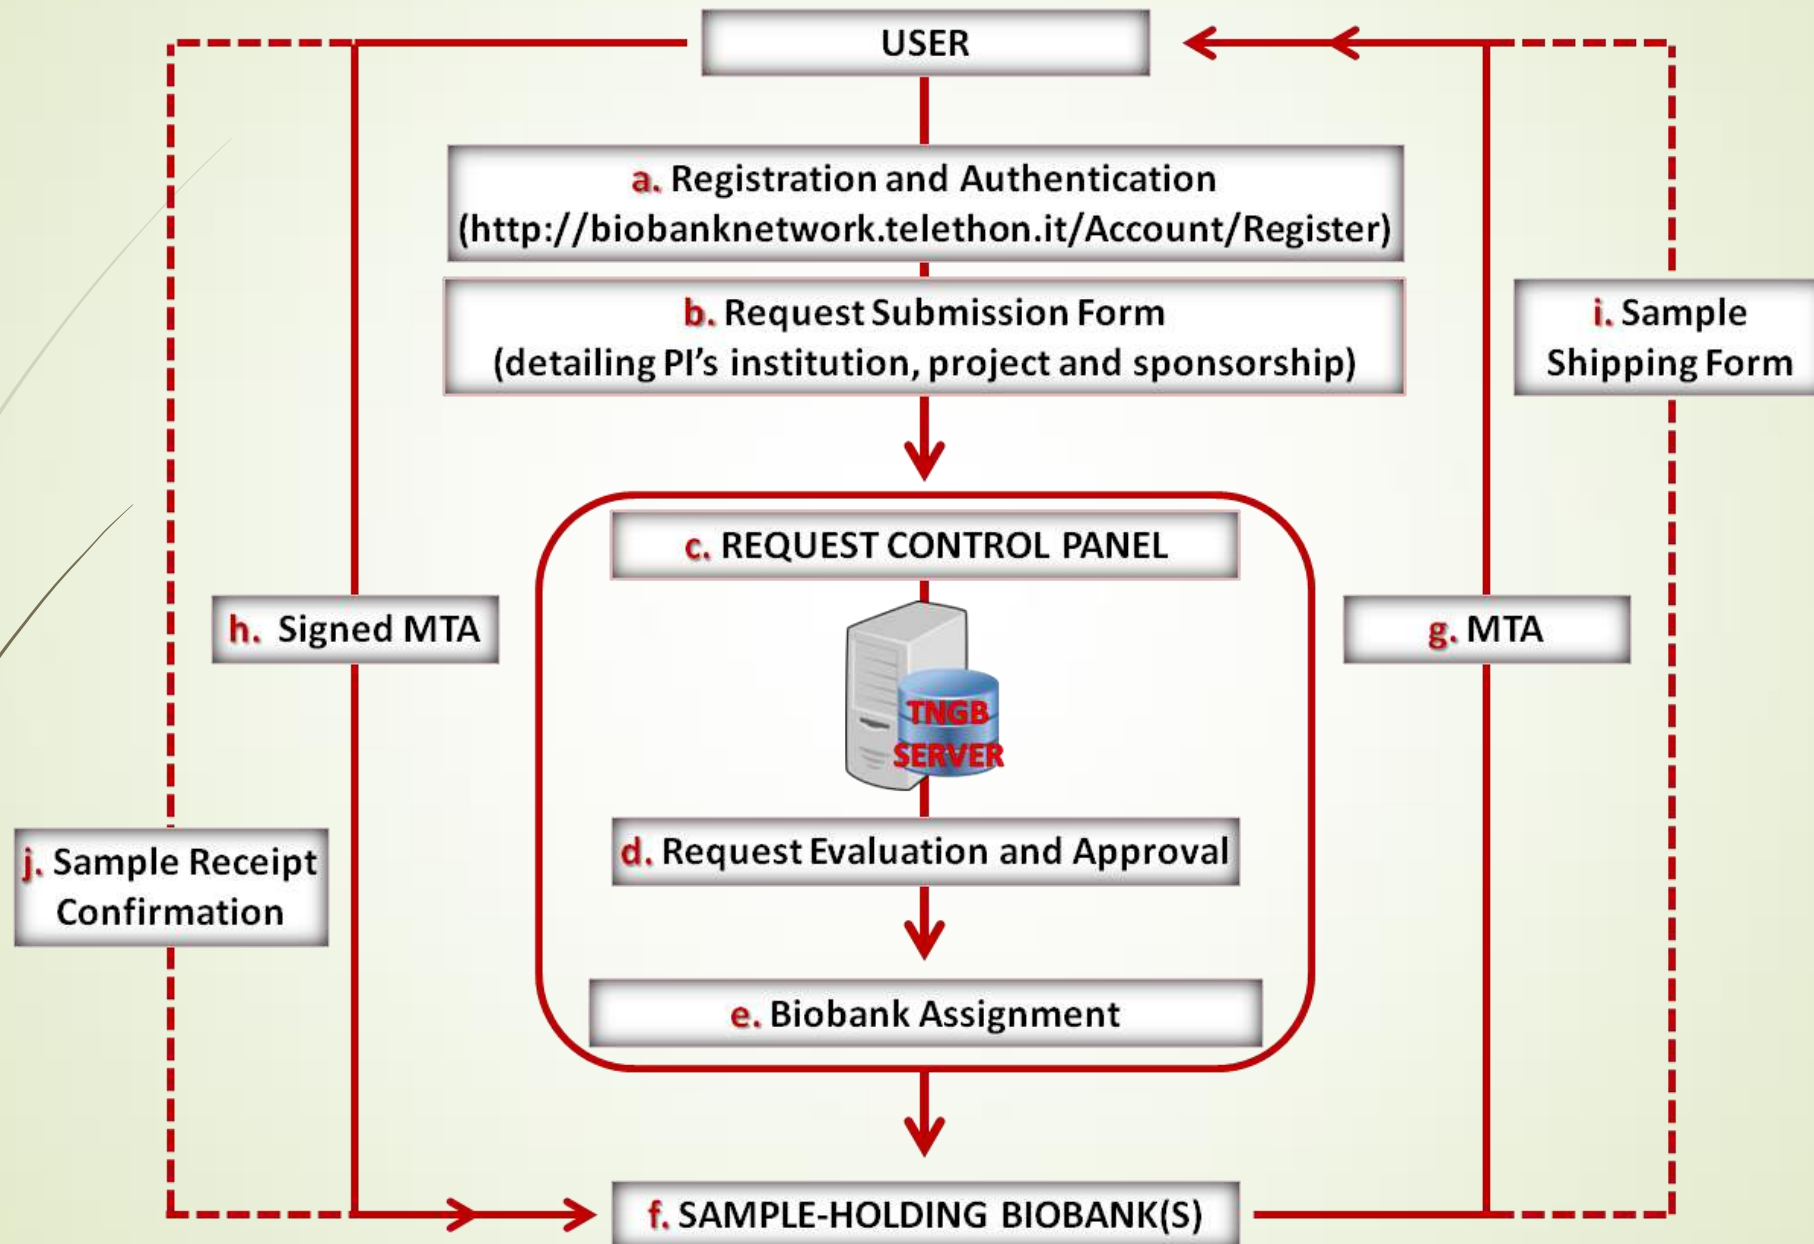 USER
a. Registration and Authentication
(http://biobanknetwork.telethon.it/Account/Register)
b. Request Submission Form
(detailing PI's institution, project and sponsorship)
i. Sample
Shipping Form
c. REQUEST CONTROL PANEL
h. Signed MTA
g. MTA
TNGB
SERVER
d. Request Evaluation and Approval
j. Sample Receipt
Confirmation
e. Biobank Assignment
f. SAMPLE-HOLDING BIOBANK(S)